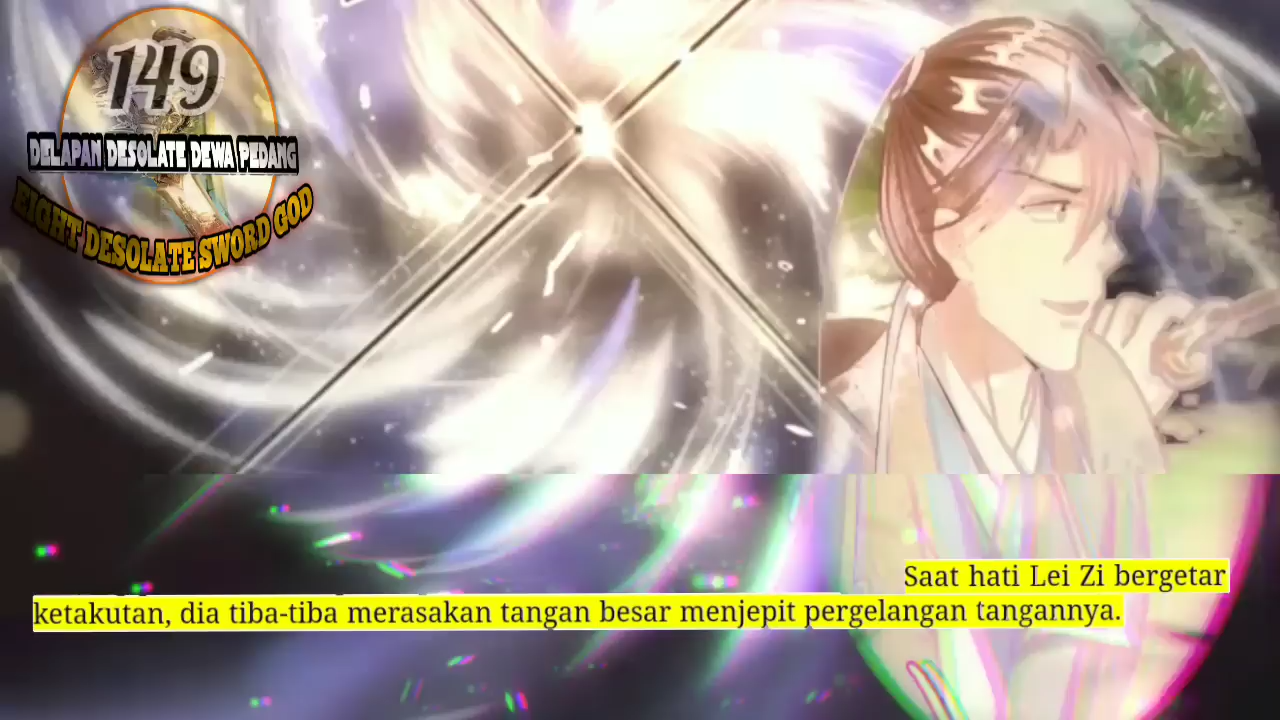 149
DELAPAN DESOLATE DEWA PEDANG
EIGHT DESOLATE SWORD GOD
Saat hati Lei Zi bergetar
ketakutan, dia tiba-tiba merasakan tangan besar menjepit pergelangan tangannya.